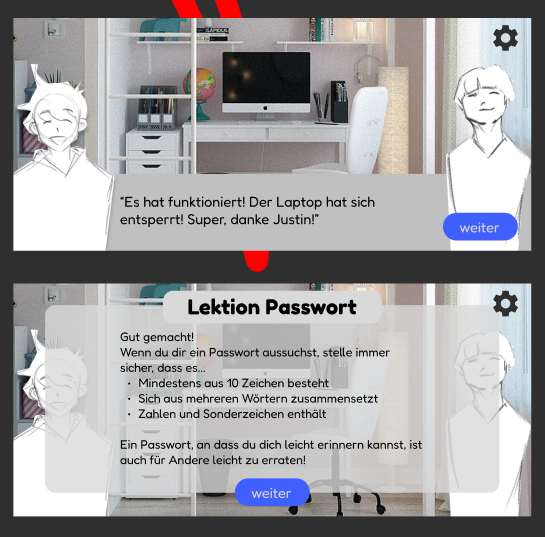 “Es hat funktioniert! Der Laptop hat sich
entsperrt! Super, danke Justin!”
weiter
Lektion Passwort
Gut gemacht!
Wenn du dir ein Passwort aussuchst, stelle immer
sicher, dass es...
• Mindestens aus 10 Zeichen besteht
• Sich aus mehreren Wörtern zusammensetzt
• Zahlen und Sonderzeichen enthält
Ein Passwort, an dass du dich leicht erinnern kannst, ist
auch für Andere leicht zu erraten!
weiter